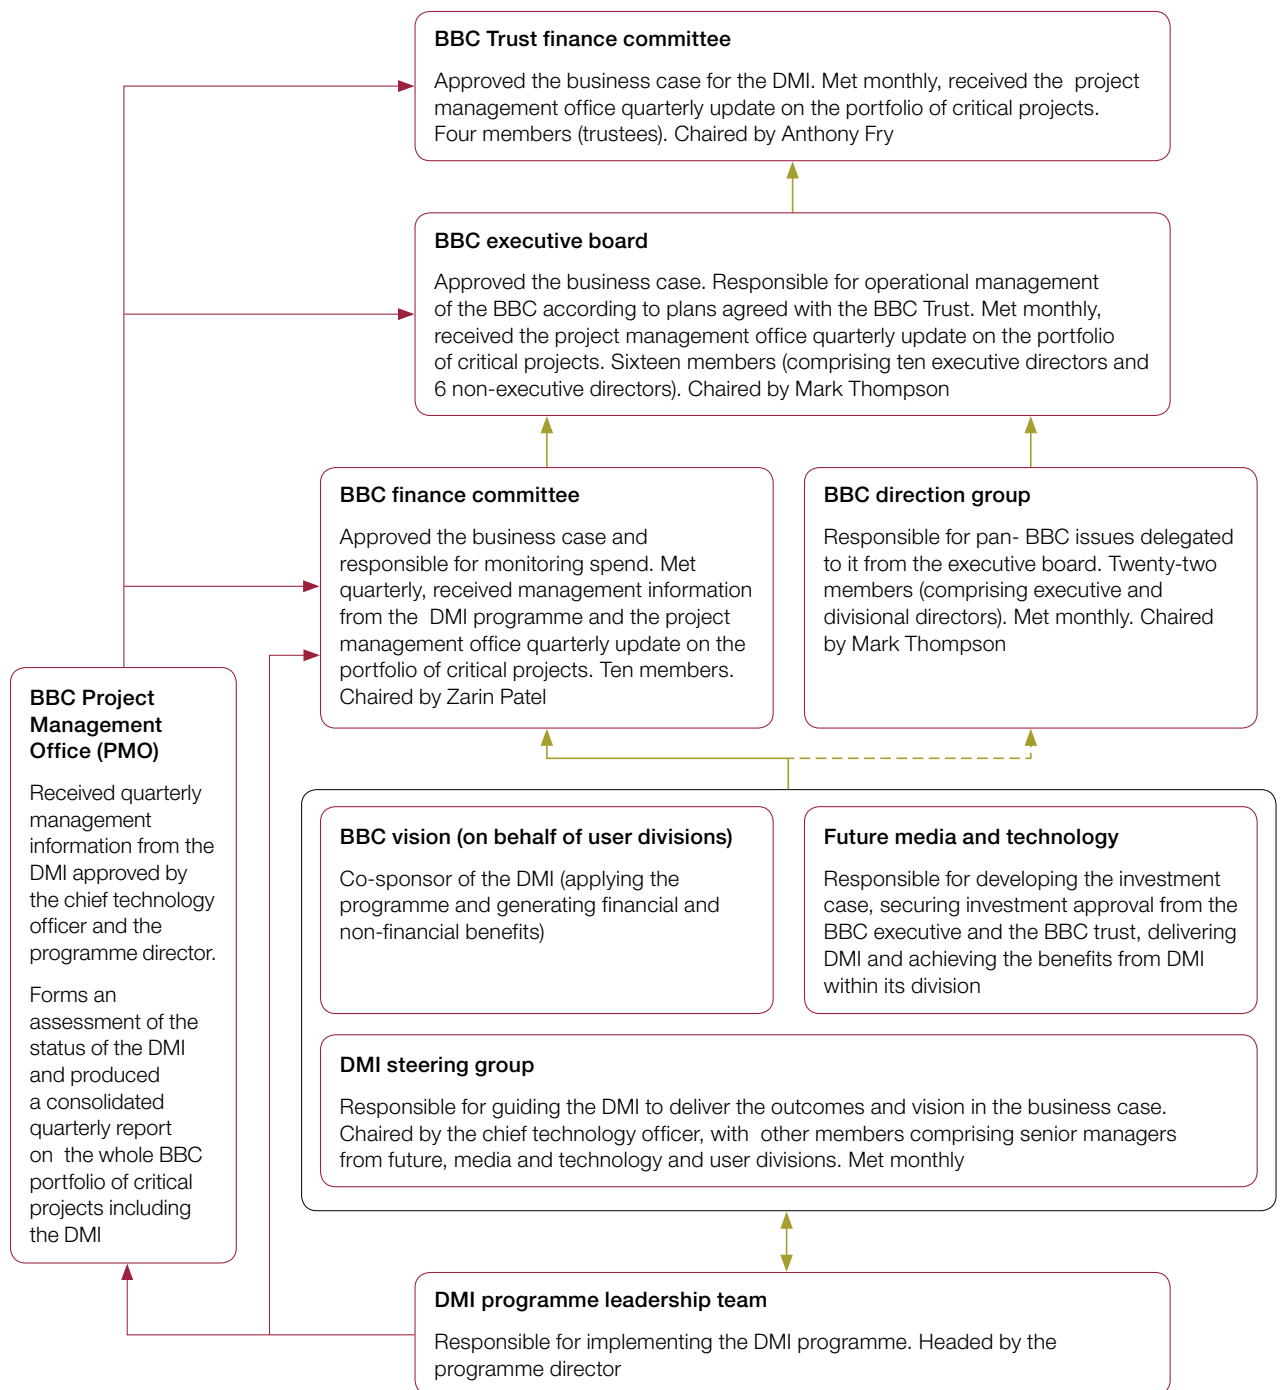 BBC Trust finance committee
Approved the business case for the DMI. Met monthly, received the project
management office quarterly update on the portfolio of critical projects.
Four members (trustees). Chaired by Anthony Fry
BBC executive board
Approved the business case. Responsible for operational management
of the BBC according to plans agreed with the BBC Trust. Met monthly,
received the project management office quarterly update on the portfolio
of critical projects. Sixteen members (comprising ten executive directors and
6 non-executive directors). Chaired by Mark Thompson
BBC finance committee
Approved the business case and
responsible for monitoring spend. Met
quarterly, received management information
from the DMI programme and the project
management office quarterly update on the
portfolio of critical projects. Ten members.
Chaired by Zarin Patel
BBC direction group
Responsible for pan- BBC issues delegated
to it from the executive board. Twenty-two
members (comprising executive and
divisional directors). Met monthly. Chaired
by Mark Thompson
BBC Project
Management
Office (PMO)
Received quarterly
management
information from the
DMI approved by
the chief technology
officer and the
programme director.
Forms an
assessment of the
status of the DMI
and produced
a consolidated
quarterly report
on the whole BBC
portfolio of critical
projects including
the DMI
BBC vision (on behalf of user divisions)
Co-sponsor of the DMI (applying the
programme and generating financial and
non-financial benefits)
Future media and technology
Responsible for developing the investment
case, securing investment approval from the
BBC executive and the BBC trust, delivering
DMI and achieving the benefits from DMI
within its division
DMI steering group
Responsible for guiding the DMI to deliver the outcomes and vision in the business case.
Chaired by the chief technology officer, with other members comprising senior managers
from future, media and technology and user divisions. Met monthly
DMI programme leadership team
Responsible for implementing the DMI programme. Headed by the
programme director